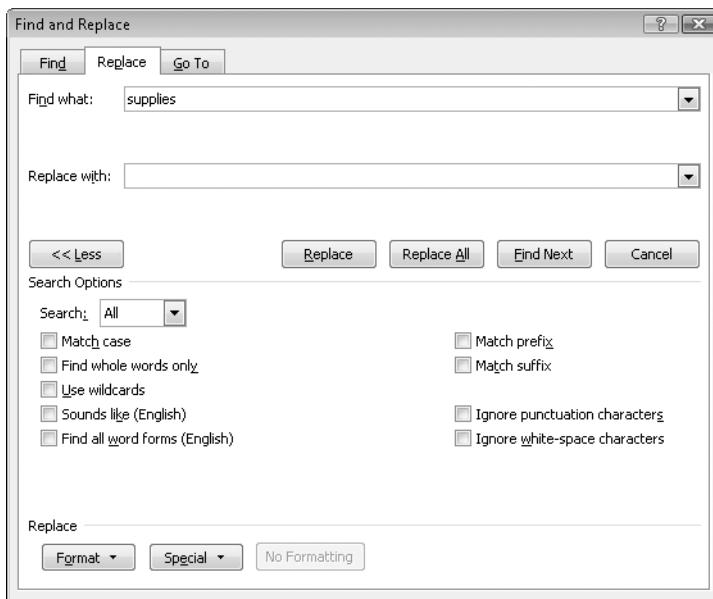 Find and Replace
Find Replace Go To
Find what: supplies
Replace with:
<< Less Replace Replace All Find Next Cancel
Search Options
Search: All
Match case Match prefix
Find whole words only Match suffix
Use wildcards
Sounds like (English) Ignore punctuation characters
Find all word forms (English) Ignore white-space characters
Replace
Format Special No Formatting